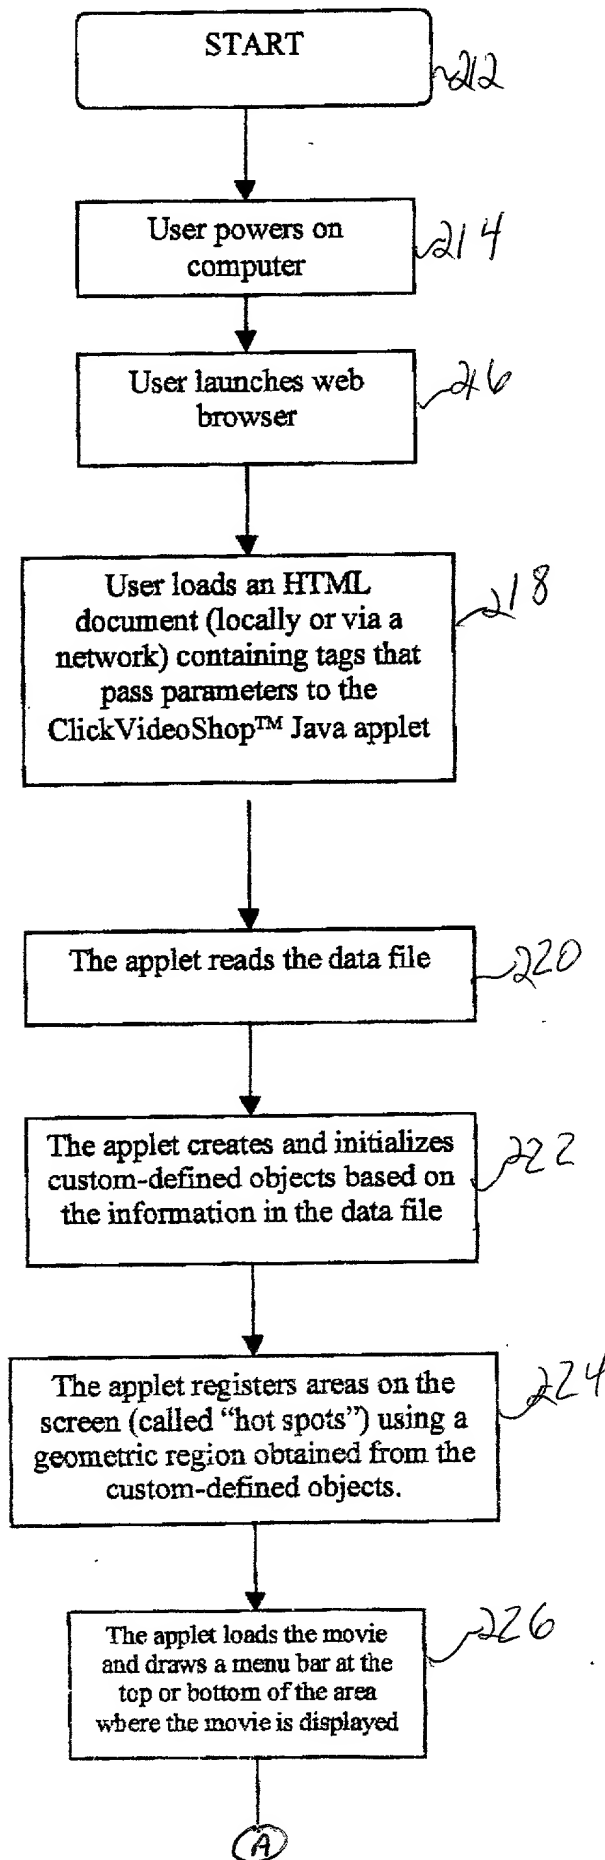 START
212
User powers on
computer
214
User launches web
browser
216
User loads an HTML
document (locally or via a
network) containing tags that
pass parameters to the
ClickVideoShop™ Java applet
218
The applet reads the data file
220
The applet creates and initializes
custom-defined objects based on
the information in the data file
222
The applet registers areas on the
screen (called “hot spots”) using a
geometric region obtained from the
custom-defined objects.
224
The applet loads the movie
and draws a menu bar at the
top or bottom of the area
where the movie is displayed
226
A